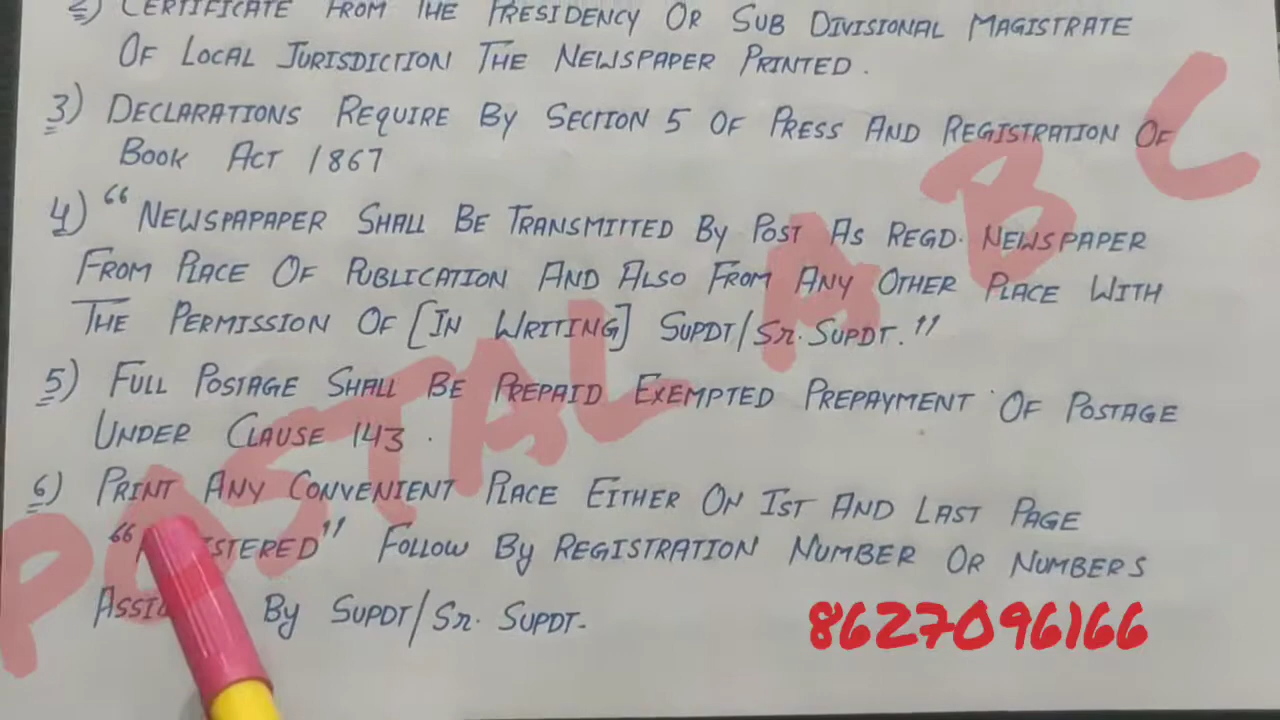 2) CERTIFICATE FROM THE PRESIDENCY OR SUB DIVISIONAL MAGISTRATE
OF LOCAL JURISDICTION THE NEWSPAPER PRINTED.
3) DECLARATIONS REQUIRE BY SECTION 5 OF PRESS AND REGISTRATION OF
BOOK ACT 1867
4) "NEWSPAPAPER SHALL BE TRANSMITTED BY POST AS REGD. NEWSPAPER
FROM PLACE OF PUBLICATION AND ALSO FROM ANY OTHER PLACE WITH
THE PERMISSION OF [IN WRITING] SUPDT/Sr. SUPDT."
5) FULL POSTAGE SHALL BE PREPAID EXEMPTED PREPAYMENT OF POSTAGE
UNDER CLAUSE 143.
6) PRINT ANY CONVENIENT PLACE EITHER ON IST AND LAST PAGE
" STERED" FOLLOW BY REGISTRATION NUMBER OR NUMBERS
BY SUPDT/Sr. SUPDT.
8627096166
POSTAL A B C